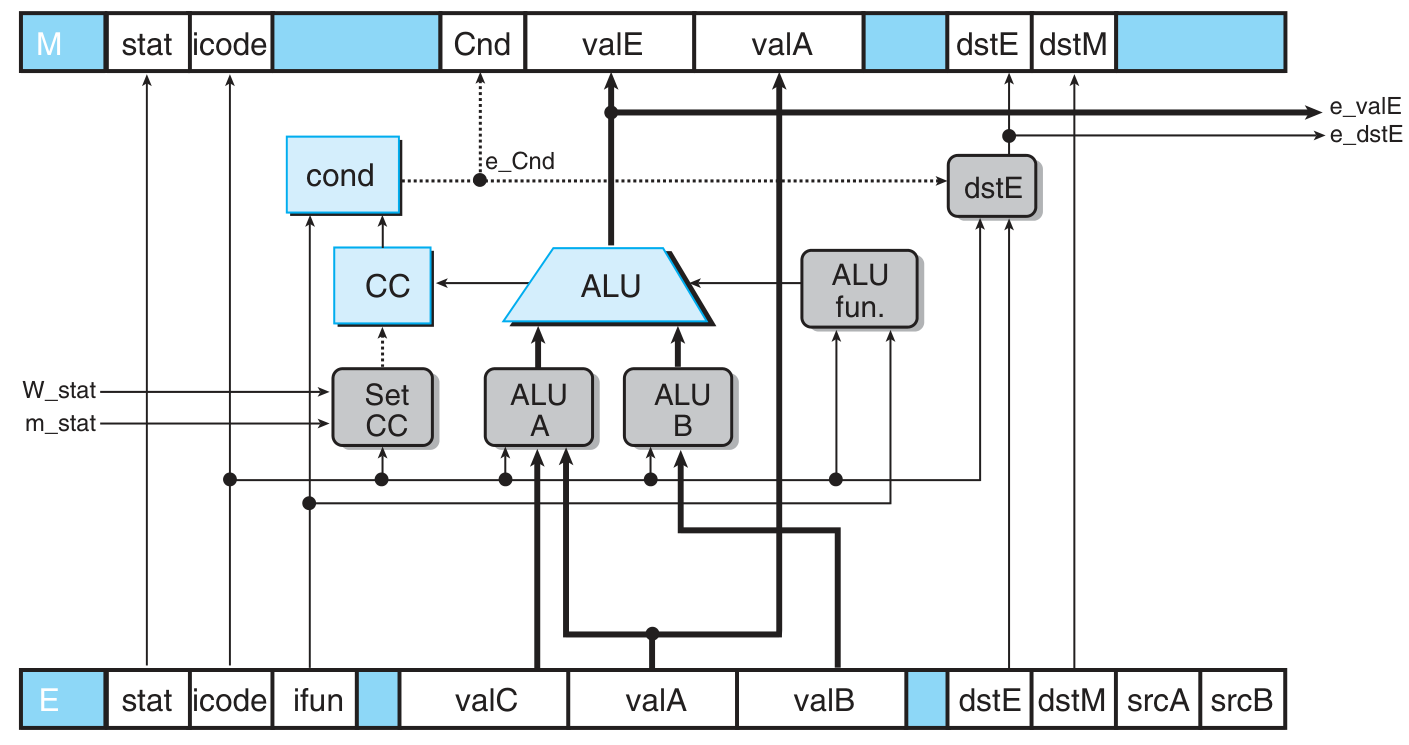 M stat icode Cnd valE valA dstE dstM
e_valE
e_dstE
e_Cnd
cond
dstE
CC
ALU
ALU
fun.
W_stat
m_stat
Set
CC
ALU
A
ALU
B
E stat icode ifun valC valA valB dstE dstM srcA srcB